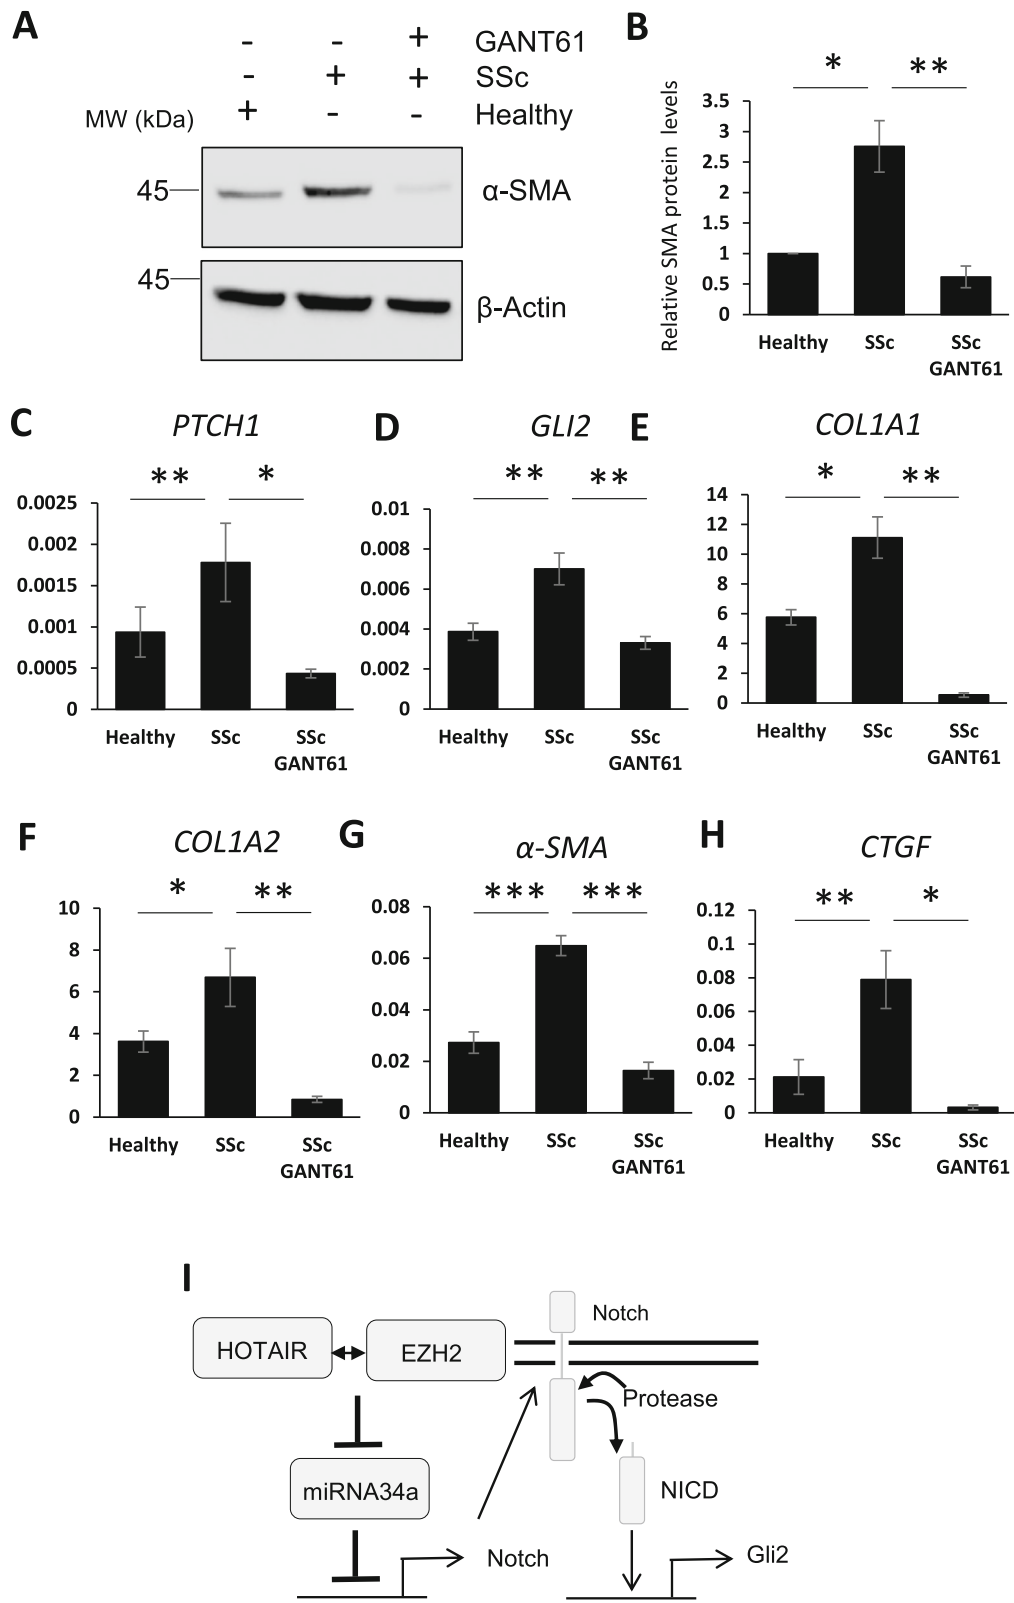 A
- - + GANT61
- + + SSc
MW (kDa) + - - Healthy
45 α-SMA
45 β-Actin
B
* **
Relative SMA protein levels
3.5
3
2.5
2
1.5
1
0.5
0
Healthy SSc SSc
GANT61
C PTCH1
** *
0.0025
0.002
0.0015
0.001
0.0005
0
Healthy SSc SSc
GANT61
D GLI2
** **
0.01
0.008
0.006
0.004
0.002
0
Healthy SSc SSc
GANT61
E COL1A1
* **
14
12
10
8
6
4
2
0
Healthy SSc SSc
GANT61
F COL1A2
* **
10
8
6
4
2
0
Healthy SSc SSc
GANT61
G α-SMA
*** ***
0.08
0.06
0.04
0.02
0
Healthy SSc SSc
GANT61
H CTGF
** *
0.12
0.1
0.08
0.06
0.04
0.02
0
Healthy SSc SSc
GANT61
I
Notch
HOTAIR EZH2
Protease
miRNA34a NICD
Notch Gli2